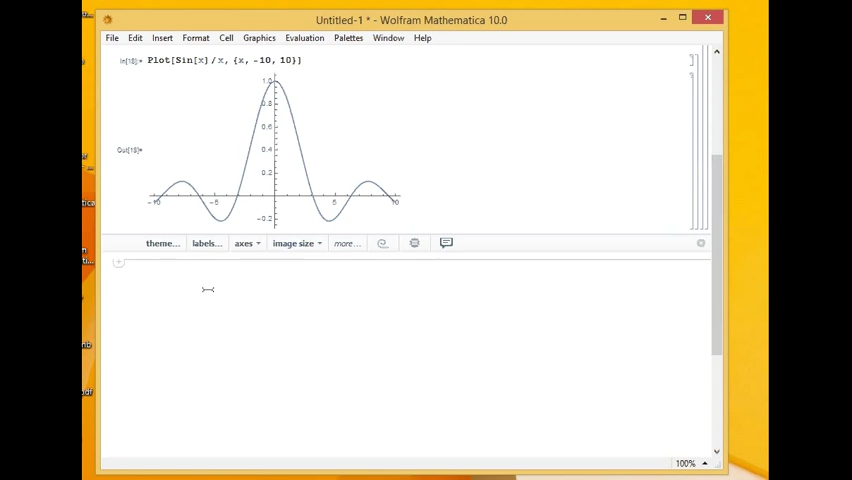 Untitled-1 * - Wolfram Mathematica 10.0
File Edit Insert Format Cell Graphics Evaluation Palettes Window Help
In[18]:= Plot[Sin[x]/x, {x, -10, 10}]
1.0
0.8
0.6
Out[18]=
0.4
0.2
-10 -5 5 10
-0.2
theme... labels... axes image size more...
100%